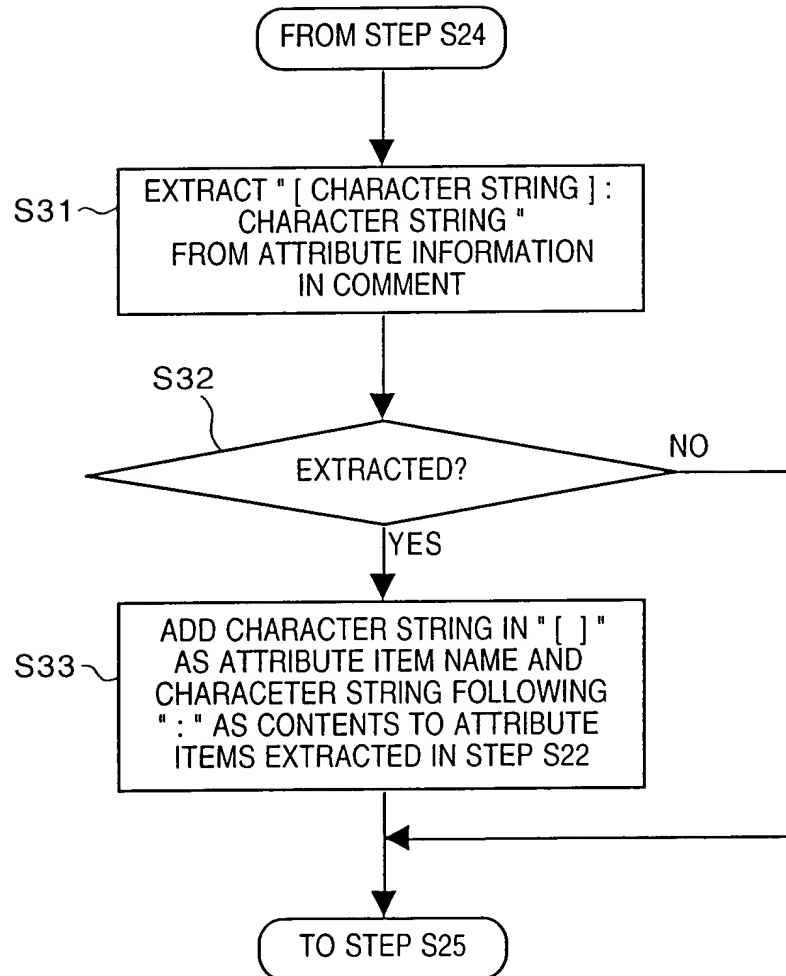 FROM STEP S24
S31
EXTRACT " [ CHARACTER STRING ] :
CHARACTER STRING "
FROM ATTRIBUTE INFORMATION
IN COMMENT
S32
EXTRACTED?
NO
YES
S33
ADD CHARACTER STRING IN " [ ] "
AS ATTRIBUTE ITEM NAME AND
CHARACETER STRING FOLLOWING
" : " AS CONTENTS TO ATTRIBUTE
ITEMS EXTRACTED IN STEP S22
TO STEP S25